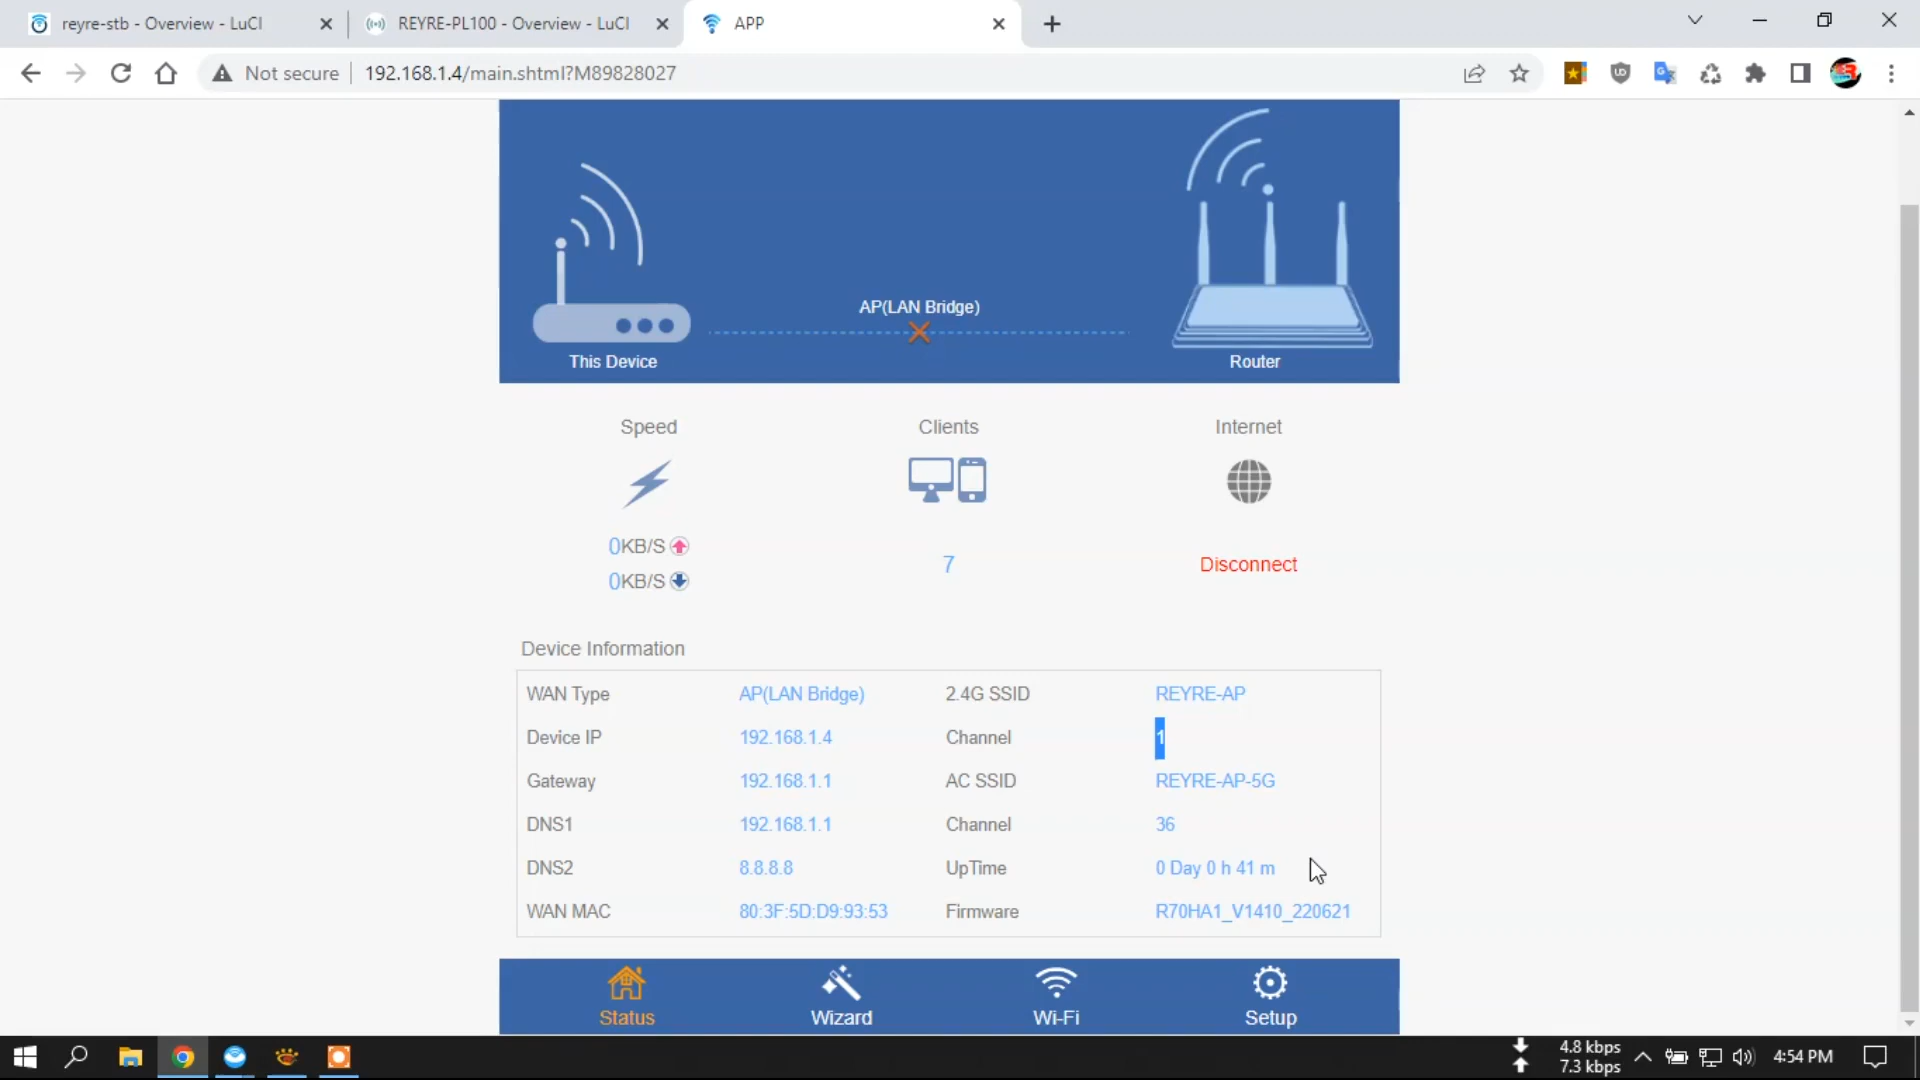 reyre-stb - Overview - LuCI
REYRE-PL100 - Overview - LuCI
APP
Not secure
192.168.1.4/main.shtml?M89828027
AP(LAN Bridge)
This Device
Router
Speed
Clients
Internet
0KB/S
0KB/S
7
Disconnect
Device Information
WAN Type AP(LAN Bridge) 2.4G SSID REYRE-AP
Device IP 192.168.1.4 Channel 1
Gateway 192.168.1.1 AC SSID REYRE-AP-5G
DNS1 192.168.1.1 Channel 36
DNS2 8.8.8.8 UpTime 0 Day 0 h 41 m
WAN MAC 80:3F:5D:D9:93:53 Firmware R70HA1_V1410_220621
Status
Wizard
Wi-Fi
Setup
4.8 kbps
7.3 kbps
4:54 PM